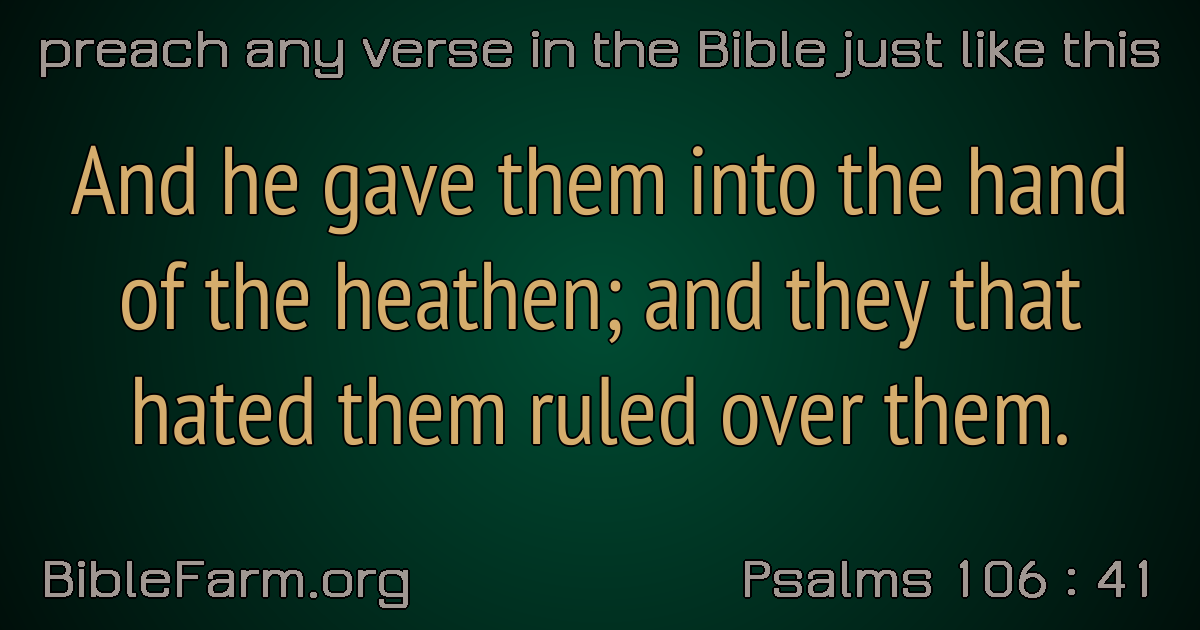 preach any verse in the Bible just like this
And he gave them into the hand
of the heathen; and they that
hated them ruled over them.
BibleFarm.org
Psalms 106 : 41